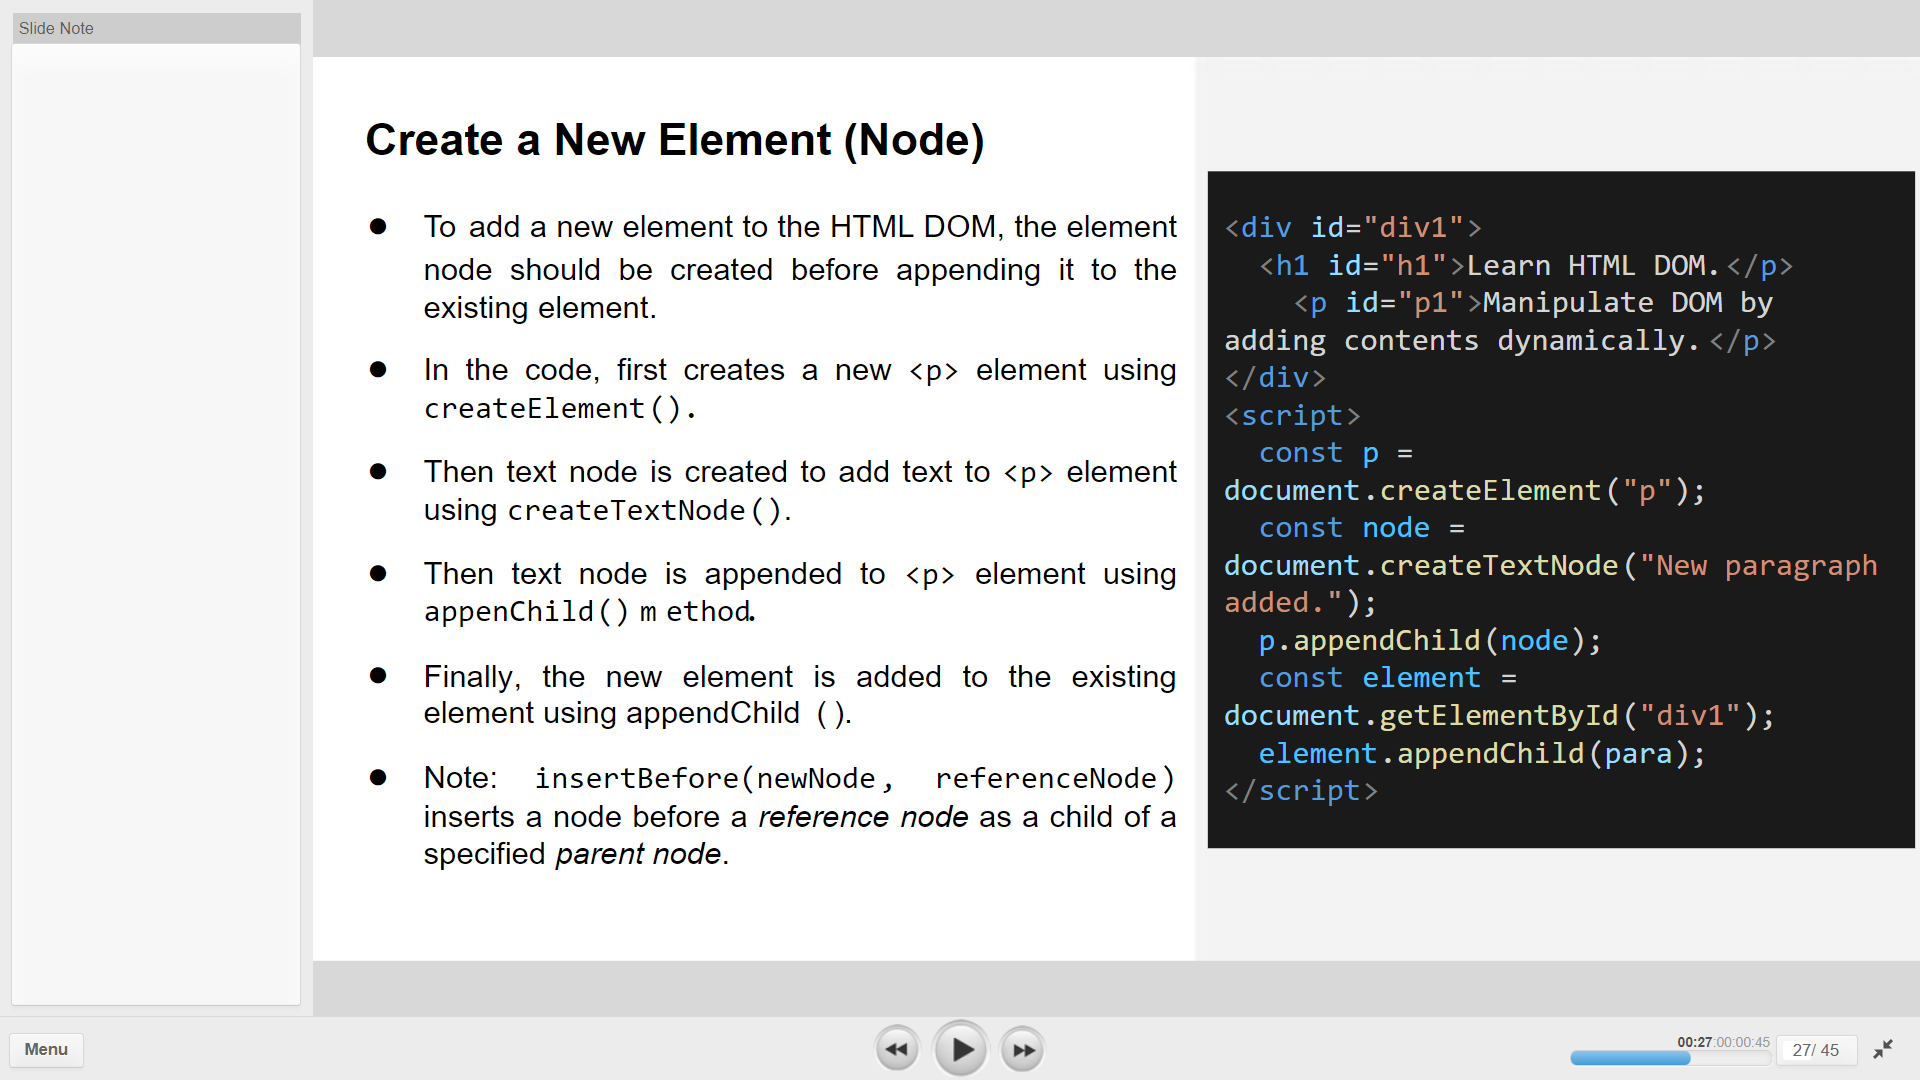 Slide Note
Create a New Element (Node)
● To add a new element to the HTML DOM, the element
node should be created before appending it to the
existing element.
● In the code, first creates a new <p> element using
createElement().
● Then text node is created to add text to <p> element
using createTextNode().
● Then text node is appended to <p> element using
appenChild() m ethod.
● Finally, the new element is added to the existing
element using appendChild ().
● Note: insertBefore(newNode, referenceNode)
inserts a node before a reference node as a child of a
specified parent node.
<div id="div1">
<h1 id="h1">Learn HTML DOM.</p>
<p id="p1">Manipulate DOM by
adding contents dynamically.</p>
</div>
<script>
const p =
document.createElement("p");
const node =
document.createTextNode("New paragraph
added.");
p.appendChild(node);
const element =
document.getElementById("div1");
element.appendChild(para);
</script>
Menu
00:27:00:00:45
27/ 45